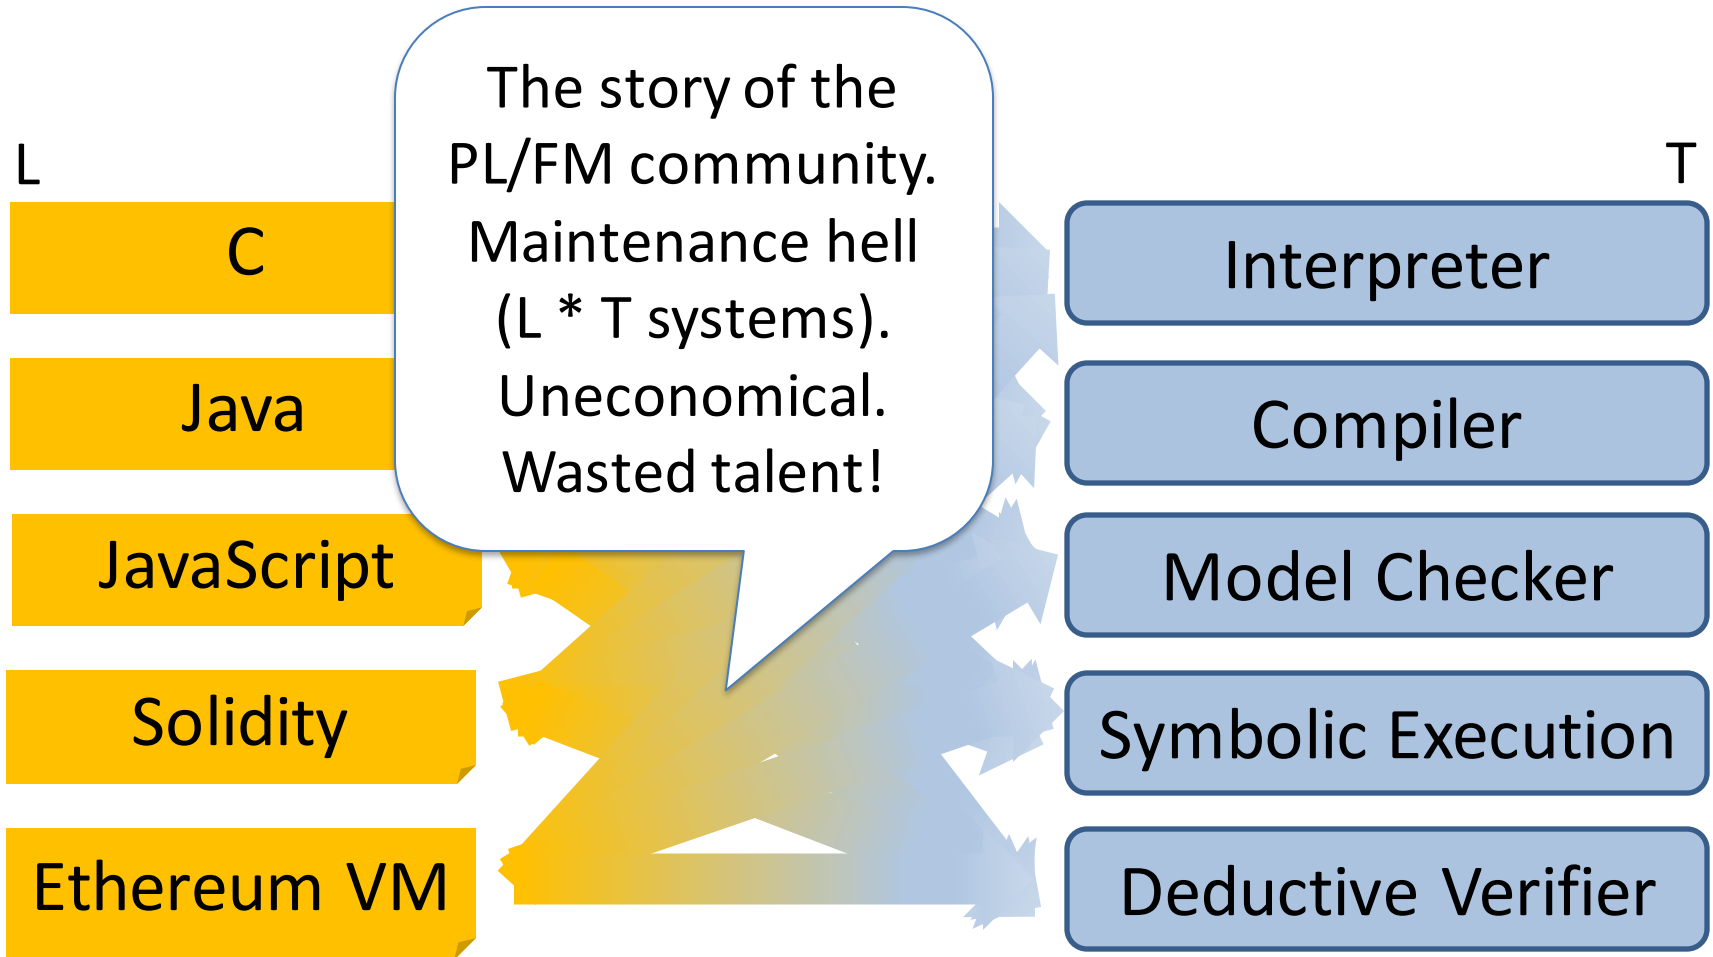 The story of the
PL/FM community.
Maintenance hell
(L * T systems).
Uneconomical.
Wasted talent!
L
C
Java
JavaScript
Solidity
Ethereum VM
T
Interpreter
Compiler
Model Checker
Symbolic Execution
Deductive Verifier